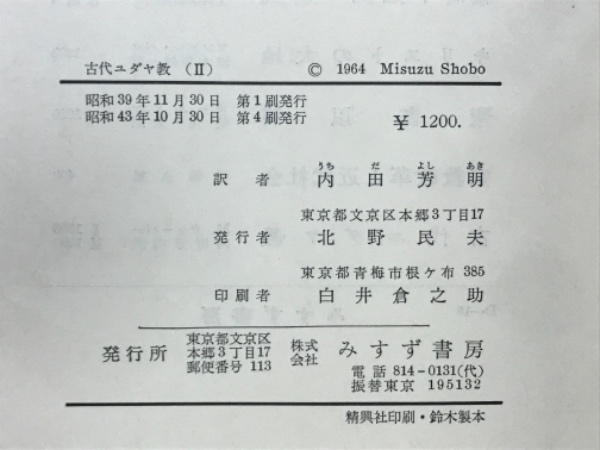 古代ユダヤ教 (Ⅱ) © 1964 Misuzu Shobo
昭和39年11月30日 第1刷発行
昭和43年10月30日 第4刷発行
¥ 1200.
うち だ よし あき
訳者 内田芳明
東京都文京区本郷3丁目17
発行者 北野民夫
東京都青梅市根ケ布 385
印刷者 白井倉之助
発行所 東京都文京区本郷3丁目17 郵便番号 113 株式会社 みすず書房
電話 814-0131(代)
振替東京 195132
精興社印刷・鈴木製本